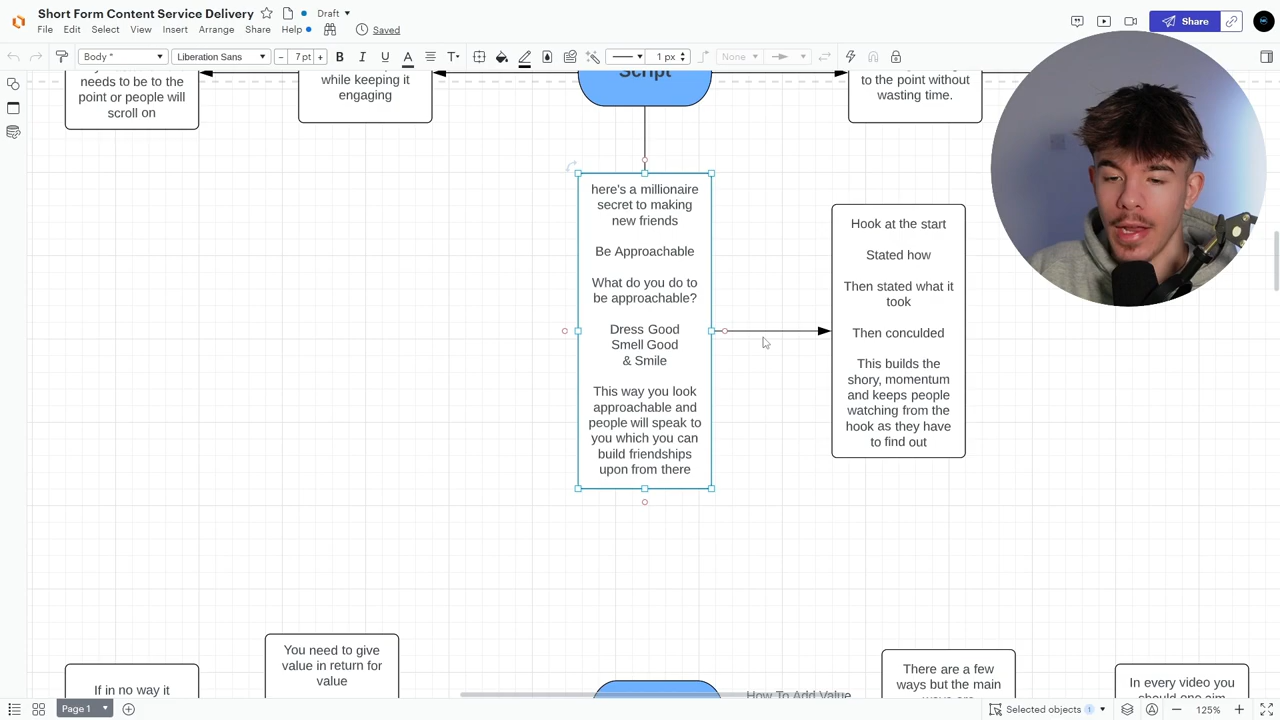 Short Form Content Service Delivery
Draft
File
Edit
Select
View
Insert
Arrange
Share
Help
Saved
Share
Body *
Liberation Sans
7 pt
B
I
U
A
T
1 px
None
needs to be to the
point or people will
scroll on
while keeping it
engaging
Script
to the point without
wasting time.
here's a millionaire
secret to making
new friends
Be Approachable
What do you do to
be approachable?
Dress Good
Smell Good
& Smile
This way you look
approachable and
people will speak to
you which you can
build friendships
upon from there
Hook at the start
Stated how
Then stated what it
took
Then conculded
This builds the
shory, momentum
and keeps people
watching from the
hook as they have
to find out
If in no way it
You need to give
value in return for
value
How To Add Value
There are a few
ways but the main
In every video you
should one aim
Page 1
Selected objects
1
125%